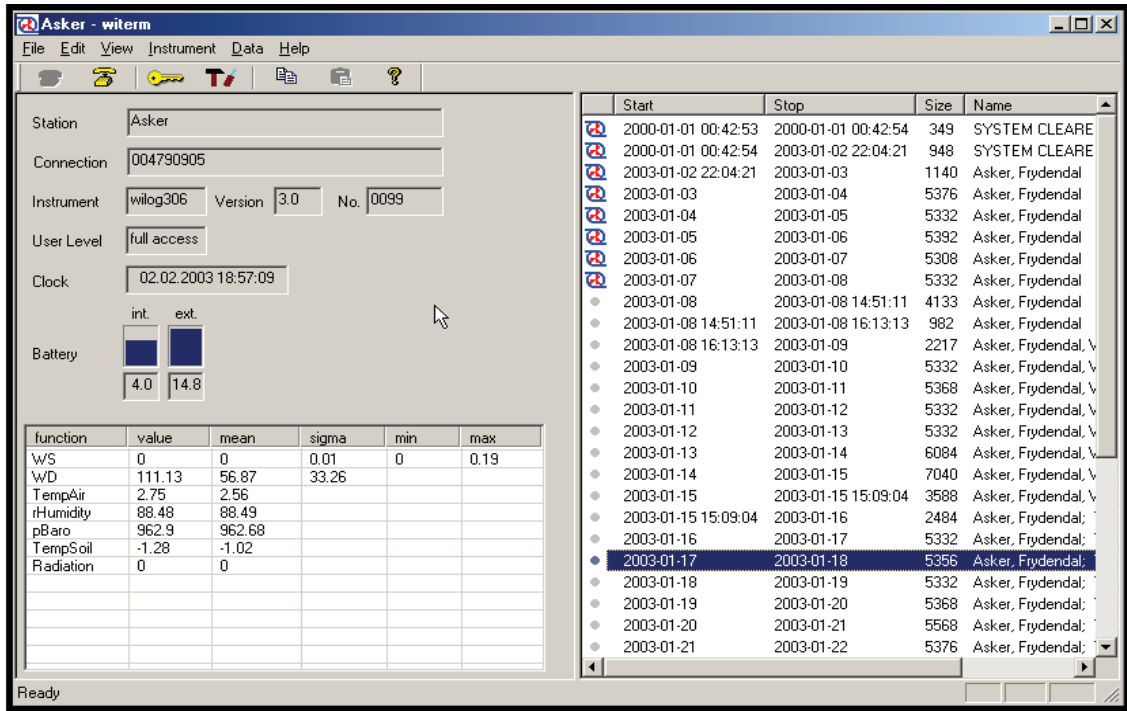 Asker - witerm
File Edit View Instrument Data Help
Station Asker
Connection 004790905
Instrument wilog306 Version 3.0 No. 0099
User Level full access
Clock 02.02.2003 18:57:09
int. ext.
Battery
4.0 14.8
function value mean sigma min max
WS 0 0 0.01 0 0.19
WD 111.13 56.87 33.26
TempAir 2.75 2.56
rHumidity 88.48 88.49
pBaro 962.9 962.68
TempSoil -1.28 -1.02
Radiation 0 0
Start Stop Size Name
2000-01-01 00:42:53 2000-01-01 00:42:54 349 SYSTEM CLEARE
2000-01-01 00:42:54 2003-01-02 22:04:21 948 SYSTEM CLEARE
2003-01-02 22:04:21 2003-01-03 1140 Asker, Frydendal
2003-01-03 2003-01-04 5376 Asker, Frydendal
2003-01-04 2003-01-05 5332 Asker, Frydendal
2003-01-05 2003-01-06 5392 Asker, Frydendal
2003-01-06 2003-01-07 5308 Asker, Frydendal
2003-01-07 2003-01-08 5332 Asker, Frydendal
2003-01-08 2003-01-08 14:51:11 4133 Asker, Frydendal
2003-01-08 14:51:11 2003-01-08 16:13:13 982 Asker, Frydendal
2003-01-08 16:13:13 2003-01-09 2217 Asker, Frydendal,
2003-01-09 2003-01-10 5332 Asker, Frydendal,
2003-01-10 2003-01-11 5368 Asker, Frydendal,
2003-01-11 2003-01-12 5332 Asker, Frydendal,
2003-01-12 2003-01-13 5332 Asker, Frydendal,
2003-01-13 2003-01-14 6084 Asker, Frydendal,
2003-01-14 2003-01-15 7040 Asker, Frydendal,
2003-01-15 2003-01-15 15:09:04 3588 Asker, Frydendal,
2003-01-15 15:09:04 2003-01-16 2484 Asker, Frydendal;
2003-01-16 2003-01-17 5332 Asker, Frydendal;
2003-01-17 2003-01-18 5356 Asker, Frydendal;
2003-01-18 2003-01-19 5332 Asker, Frydendal;
2003-01-19 2003-01-20 5368 Asker, Frydendal;
2003-01-20 2003-01-21 5568 Asker, Frydendal;
2003-01-21 2003-01-22 5376 Asker, Frydendal;
Ready